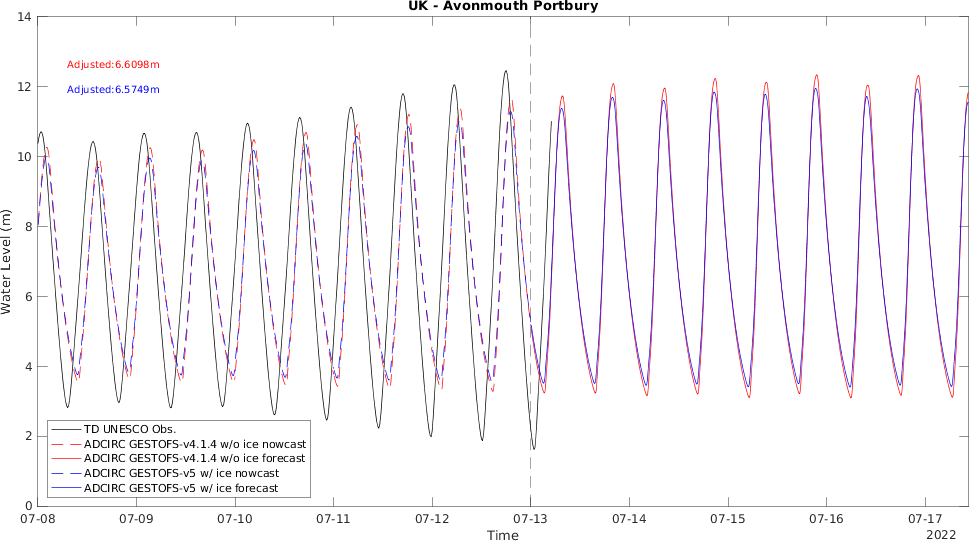 UK - Avonmouth Portbury
14
12
10
8
6
4
2
0
Water Level (m)
Adjusted:6.6098m
Adjusted:6.5749m
TD UNESCO Obs.
ADCIRC GESTOFS-v4.1.4 w/o ice nowcast
ADCIRC GESTOFS-v4.1.4 w/o ice forecast
ADCIRC GESTOFS-v5 w/ ice nowcast
ADCIRC GESTOFS-v5 w/ ice forecast
07-08 07-09 07-10 07-11 07-12 07-13 07-14 07-15 07-16 07-17
Time
2022